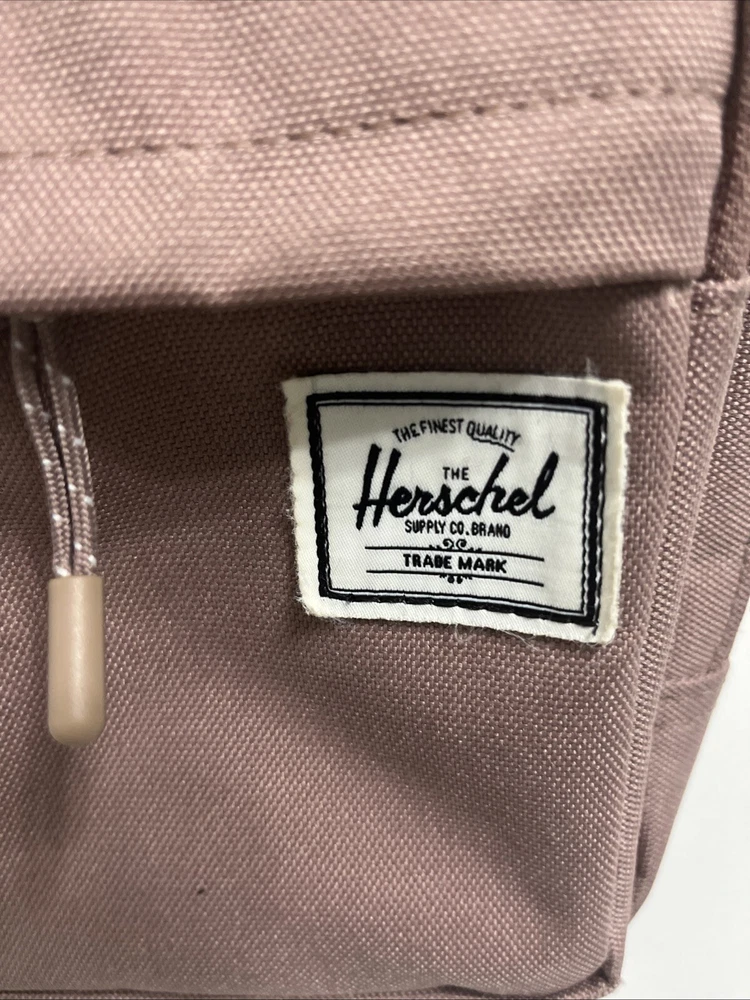 THE FINEST QUALITY
THE
Herschel
SUPPLY CO. BRAND
TRADE MARK